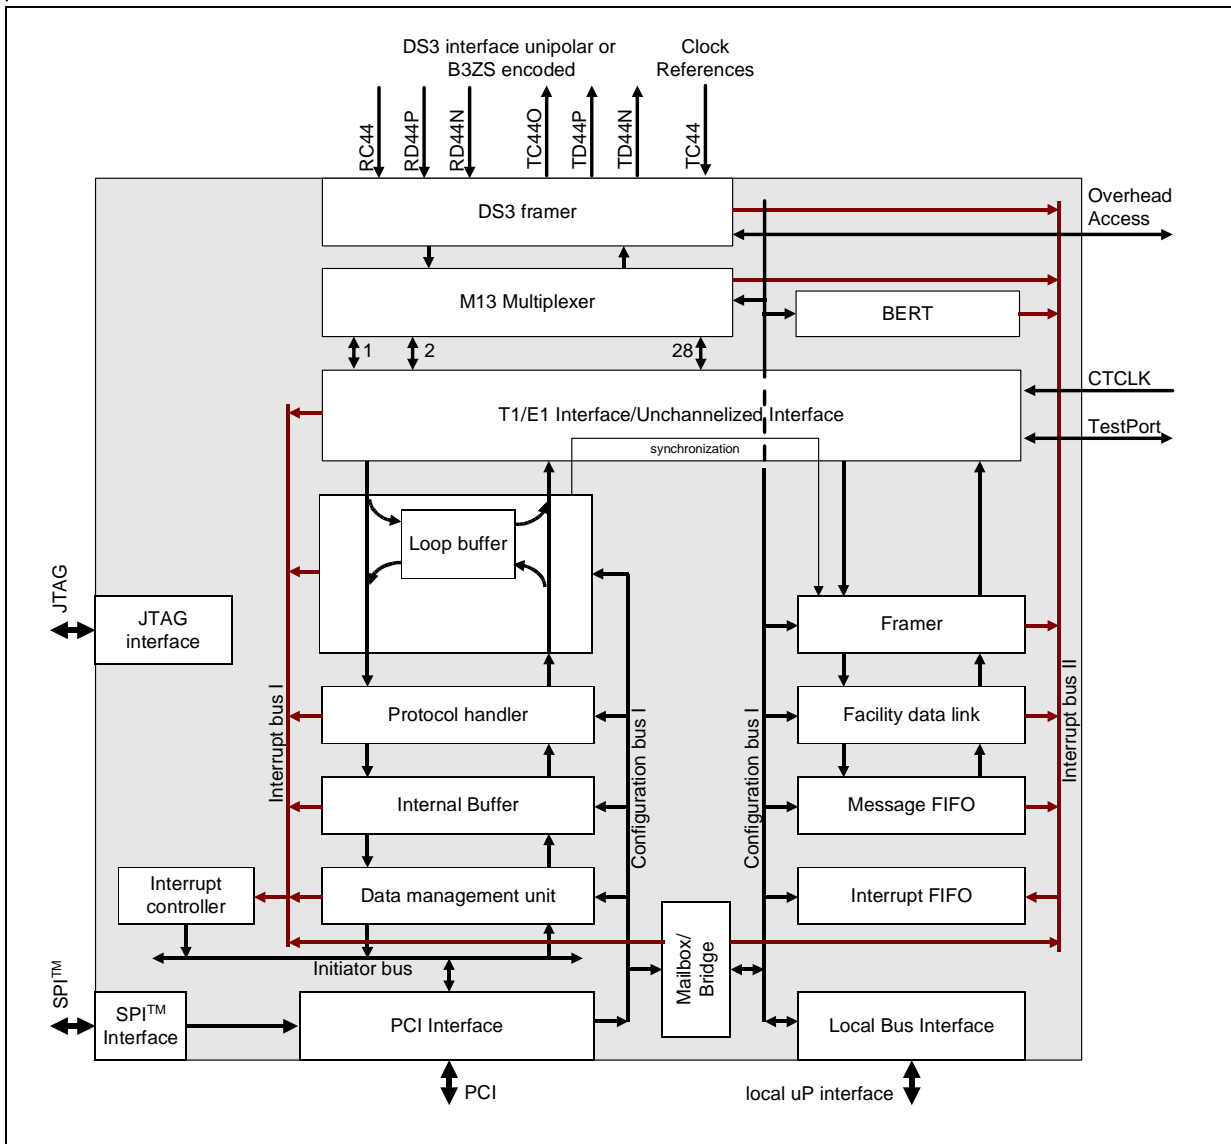 DS3 interface unipolar or
B3ZS encoded
Clock
References
RC44
RD44P
RD44N
TC44O
TD44P
TD44N
TC44
DS3 framer
Overhead
Access
M13 Multiplexer
BERT
1
2
28
CTCLK
T1/E1 Interface/Unchannelized Interface
TestPort
synchronization
Loop buffer
JTAG
JTAG
interface
Framer
Interrupt bus I
Protocol handler
Configuration bus I
Configuration bus I
Facility data link
Interrupt bus II
Internal Buffer
Message FIFO
Interrupt
controller
Data management unit
Interrupt FIFO
Mailbox/
Bridge
Initiator bus
SPI™
SPI™
Interface
PCI Interface
Local Bus Interface
PCI
local uP interface